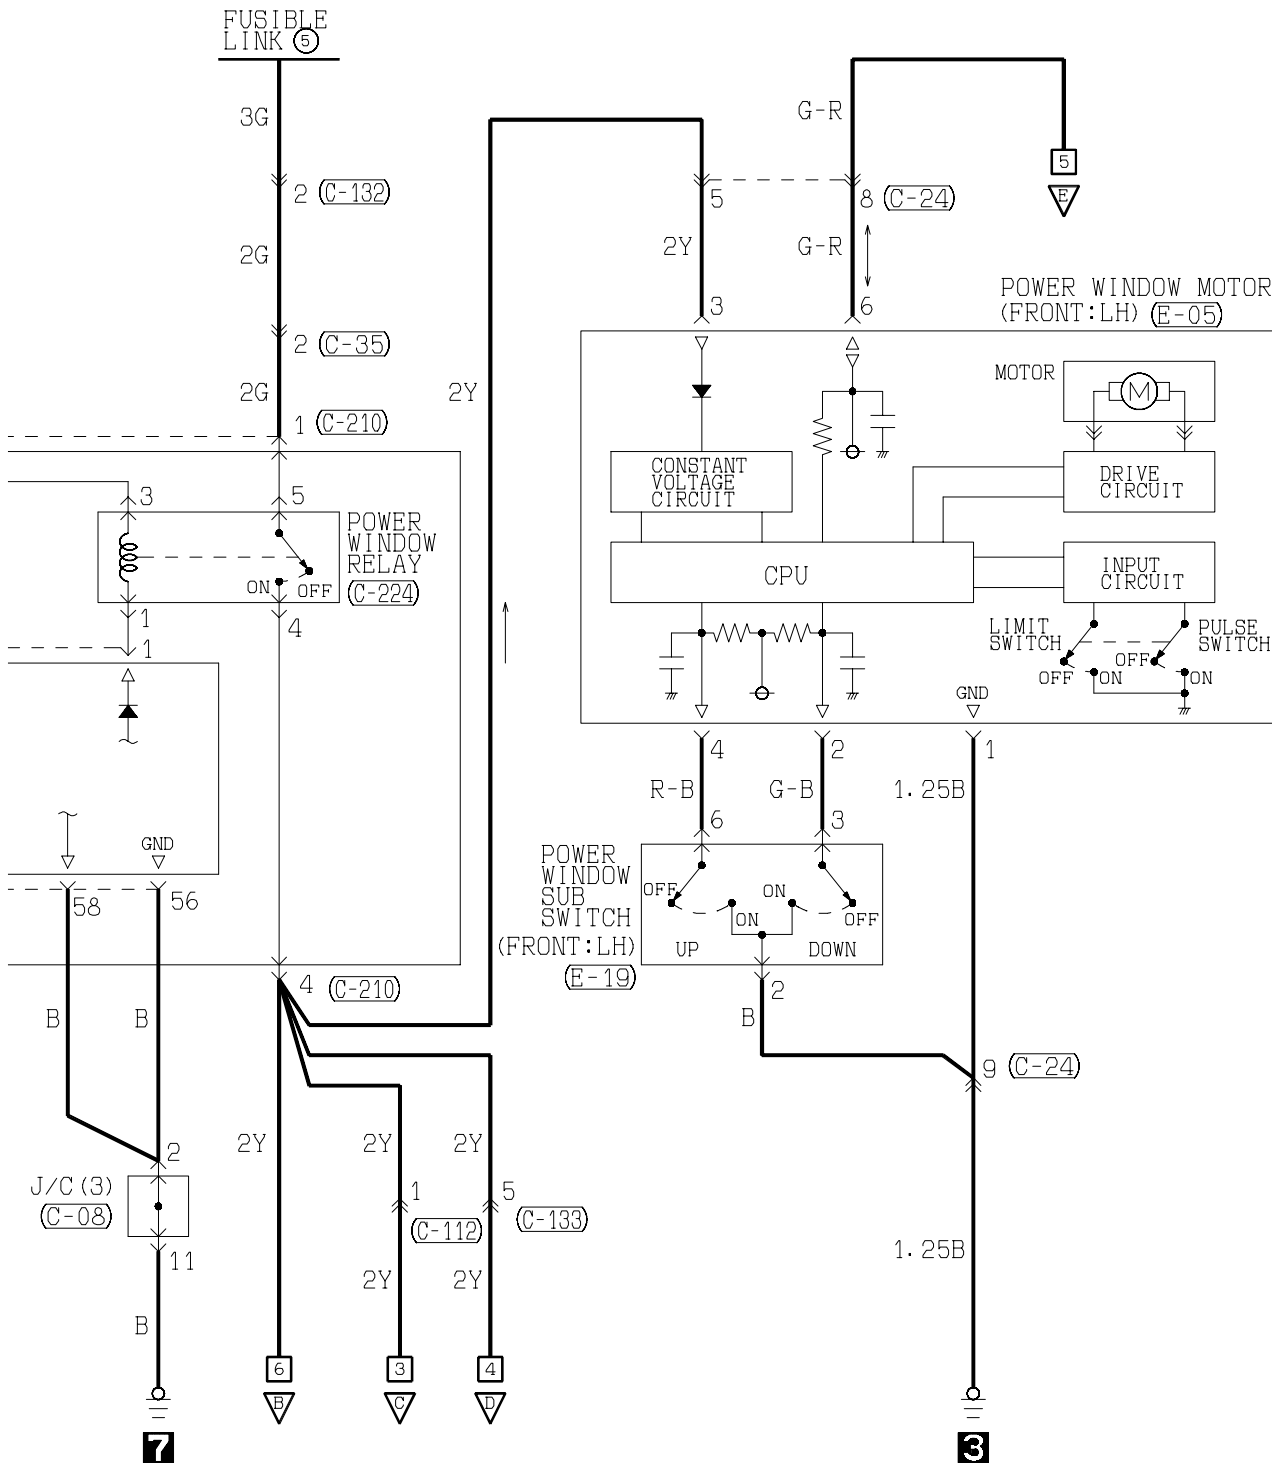 FUSIBLE
LINK 5
3G
G-R
5
E
2 (C-132)
5
8 (C-24)
2G
2Y
G-R
3
6
POWER WINDOW MOTOR
(FRONT:LH) (E-05)
2 (C-35)
2G
2Y
MOTOR
M
1 (C-210)
CONSTANT
VOLTAGE
CIRCUIT
DRIVE
CIRCUIT
3
5
POWER
WINDOW
RELAY
(C-224)
ON
OFF
CPU
INPUT
CIRCUIT
1
4
1
LIMIT
SWITCH
PULSE
SWITCH
OFF
ON
OFF
ON
GND
4
2
1
R-B
G-B
1.25B
6
3
GND
58
56
POWER
WINDOW
SUB
SWITCH
(FRONT:LH)
(E-19)
OFF
ON
ON
OFF
UP
DOWN
4 (C-210)
2
B
B
B
9 (C-24)
2
2Y
2Y
2Y
J/C(3)
(C-08)
1
(C-112)
5
(C-133)
11
2Y
2Y
1.25B
B
6
3
4
B
C
D
7
3